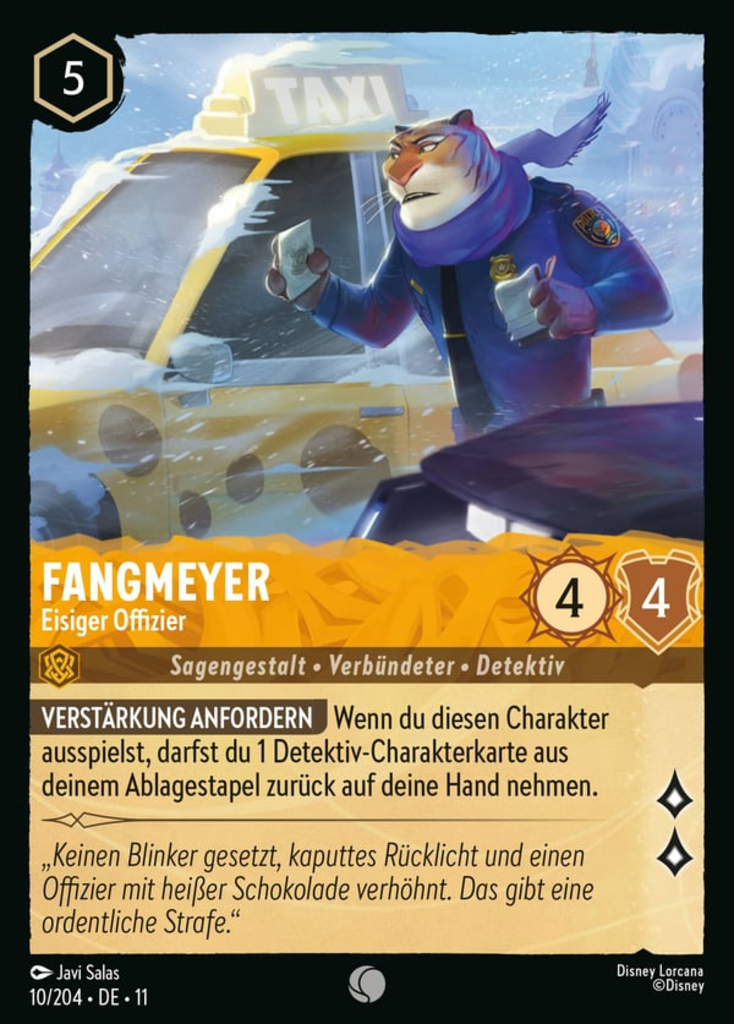 5
TAXI
FANGMEYER
Eisiger Offizier
4
4
Sagengestalt • Verbündeter • Detektiv
VERSTÄRKUNG ANFORDERN Wenn du diesen Charakter
ausspielst, darfst du 1 Detektiv-Charakterkarte aus
deinem Ablagestapel zurück auf deine Hand nehmen.
„Keinen Blinker gesetzt, kaputtes Rücklicht und einen
Offizier mit heißer Schokolade verhöhnt. Das gibt eine
ordentliche Strafe.“
Javi Salas
10/204 • DE • 11
Disney Lorcana
©Disney